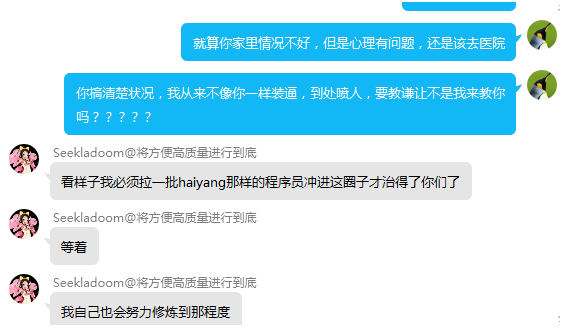 就算你家里情况不好，但是心理有问题，还是该去医院
你搞清楚状况，我从来不像你一样装逼，到处喷人，要教谦让不是我来教你
吗？？？？？
Seekladoom@将方便高质量进行到底
看样子我必须拉一批haiyang那样的程序员冲进这圈子才治得了你们了
Seekladoom@将方便高质量进行到底
等着
Seekladoom@将方便高质量进行到底
我自己也会努力修炼到那程度